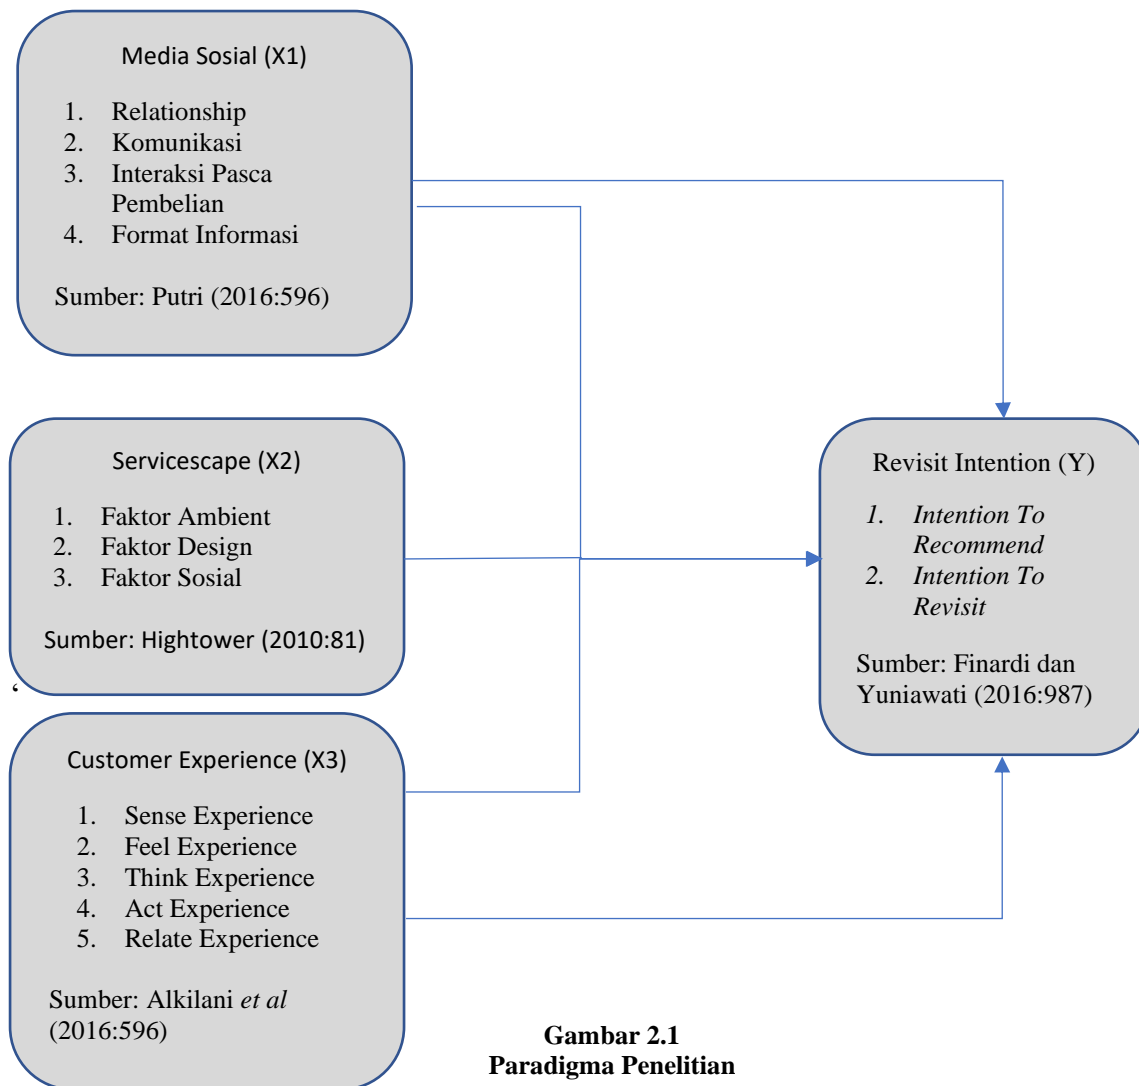 Media Sosial (X1)
1. Relationship
2. Komunikasi
3. Interaksi Pasca
Pembelian
4. Format Informasi
Sumber: Putri (2016:596)
Servicescape (X2)
1. Faktor Ambient
2. Faktor Design
3. Faktor Sosial
Sumber: Hightower (2010:81)
‘
Customer Experience (X3)
1. Sense Experience
2. Feel Experience
3. Think Experience
4. Act Experience
5. Relate Experience
Sumber: Alkilani et al
(2016:596)
Revisit Intention (Y)
1. Intention To
Recommend
2. Intention To
Revisit
Sumber: Finardi dan
Yuniawati (2016:987)
Gambar 2.1
Paradigma Penelitian